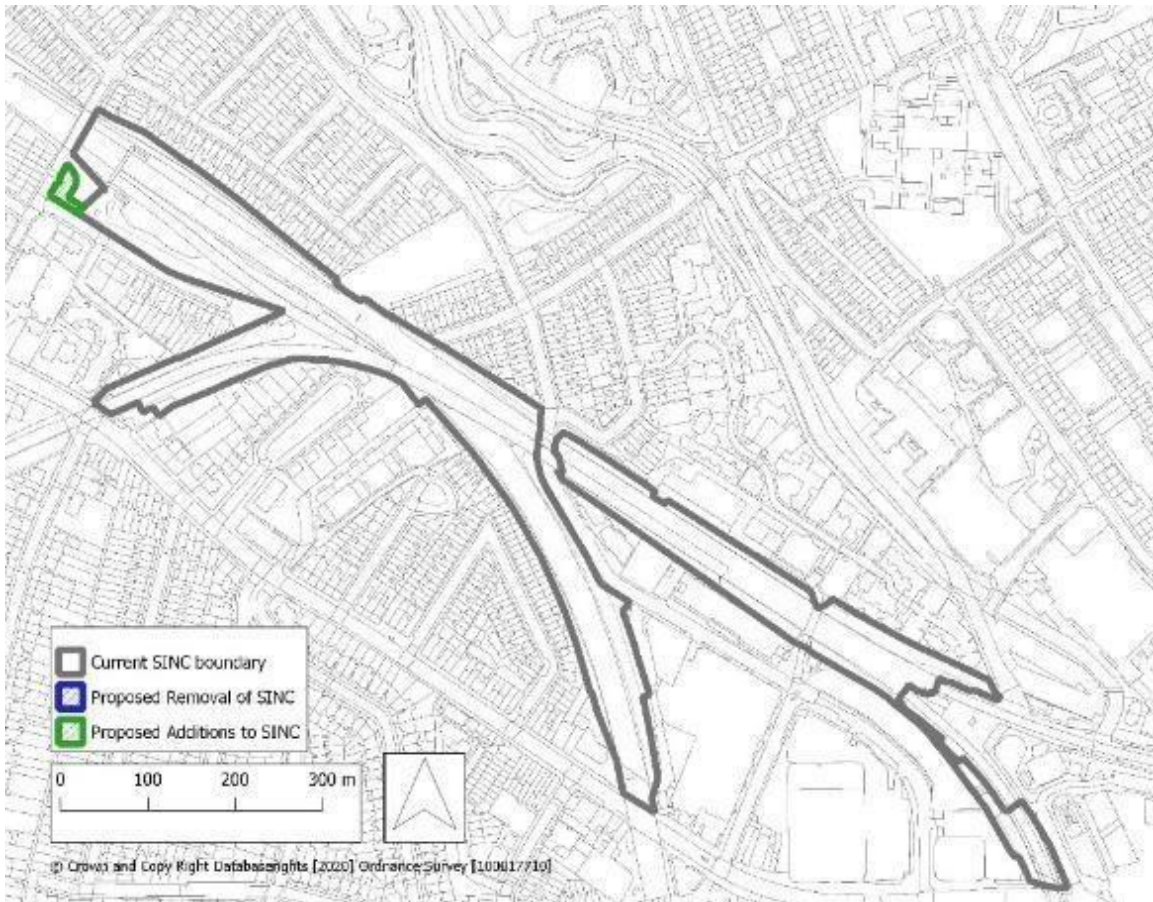 Current SINC boundary
Proposed Removal of SINC
Proposed Additions to SINC
0 100 200 300 m
© Crown and Copy Right Databaserights [2020] Ordnance Survey [100017710]